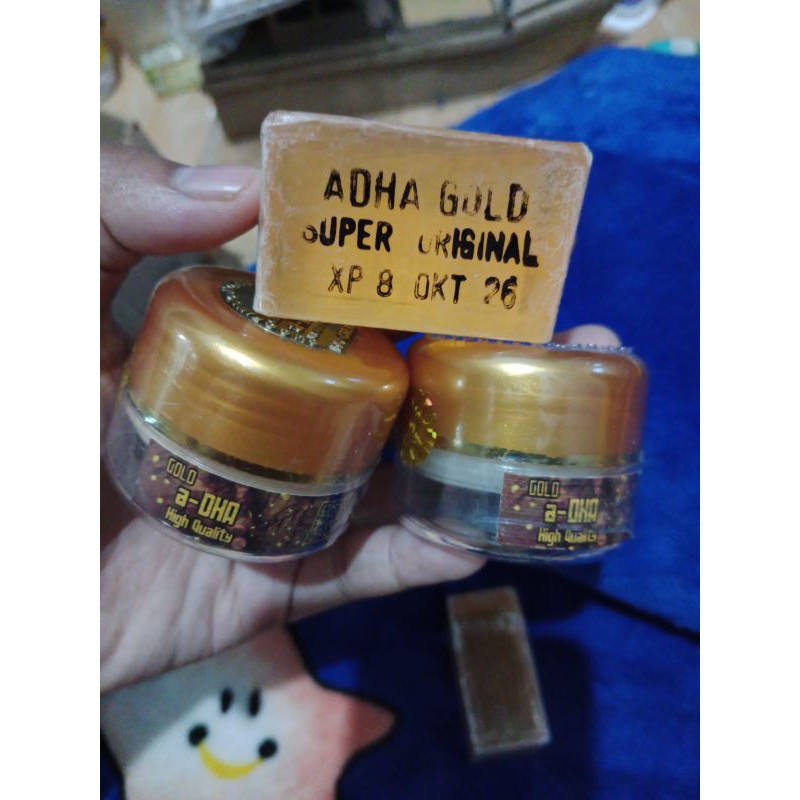 ADHA GOLD
SUPER ORIGINAL
XP 8 OKT 26
GOLD
a-DHA
High Quality
GOLD
a-DHA
High Quality